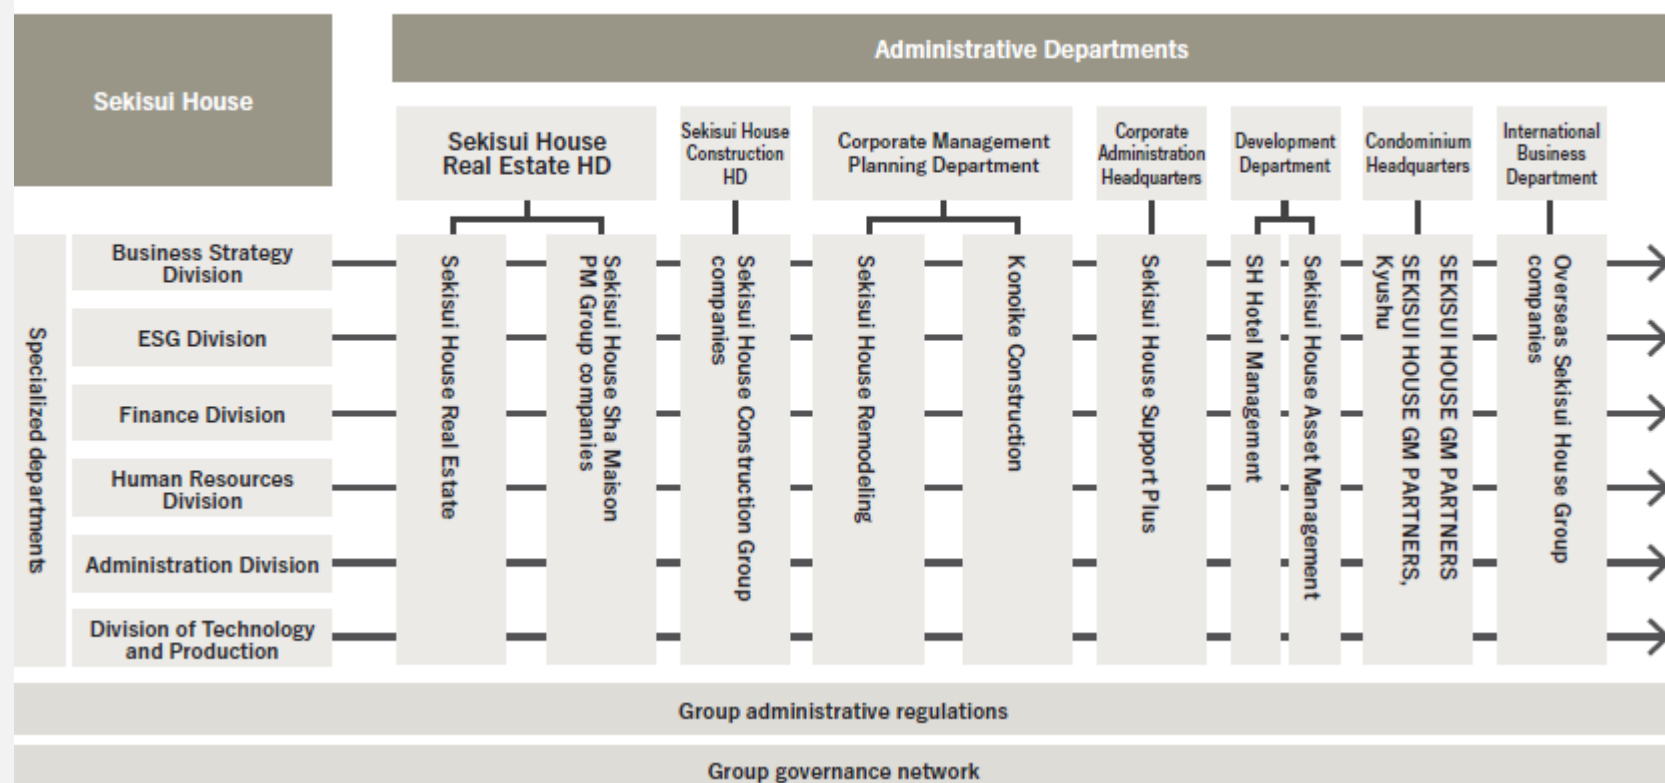 Sekisui House
Administrative Departments
Sekisui House
Real Estate HD
Sekisui House
Construction
HD
Corporate Management
Planning Department
Corporate
Administration
Headquarters
Development
Department
Condominium
Headquarters
International
Business
Department
Specialized departments
Business Strategy
Division
ESG Division
Finance Division
Human Resources
Division
Administration Division
Division of Technology
and Production
Sekisui House Real Estate
Sekisui House Sha Maison
PM Group companies
Sekisui House Construction Group
companies
Sekisui House Remodeling
Konoike Construction
Sekisui House Support Plus
SH Hotel Management
Sekisui House Asset Management
SEKISUI HOUSE GM PARTNERS
SEKISUI HOUSE GM PARTNERS,
Kyushu
Overseas Sekisui House Group
companies
Group administrative regulations
Group governance network